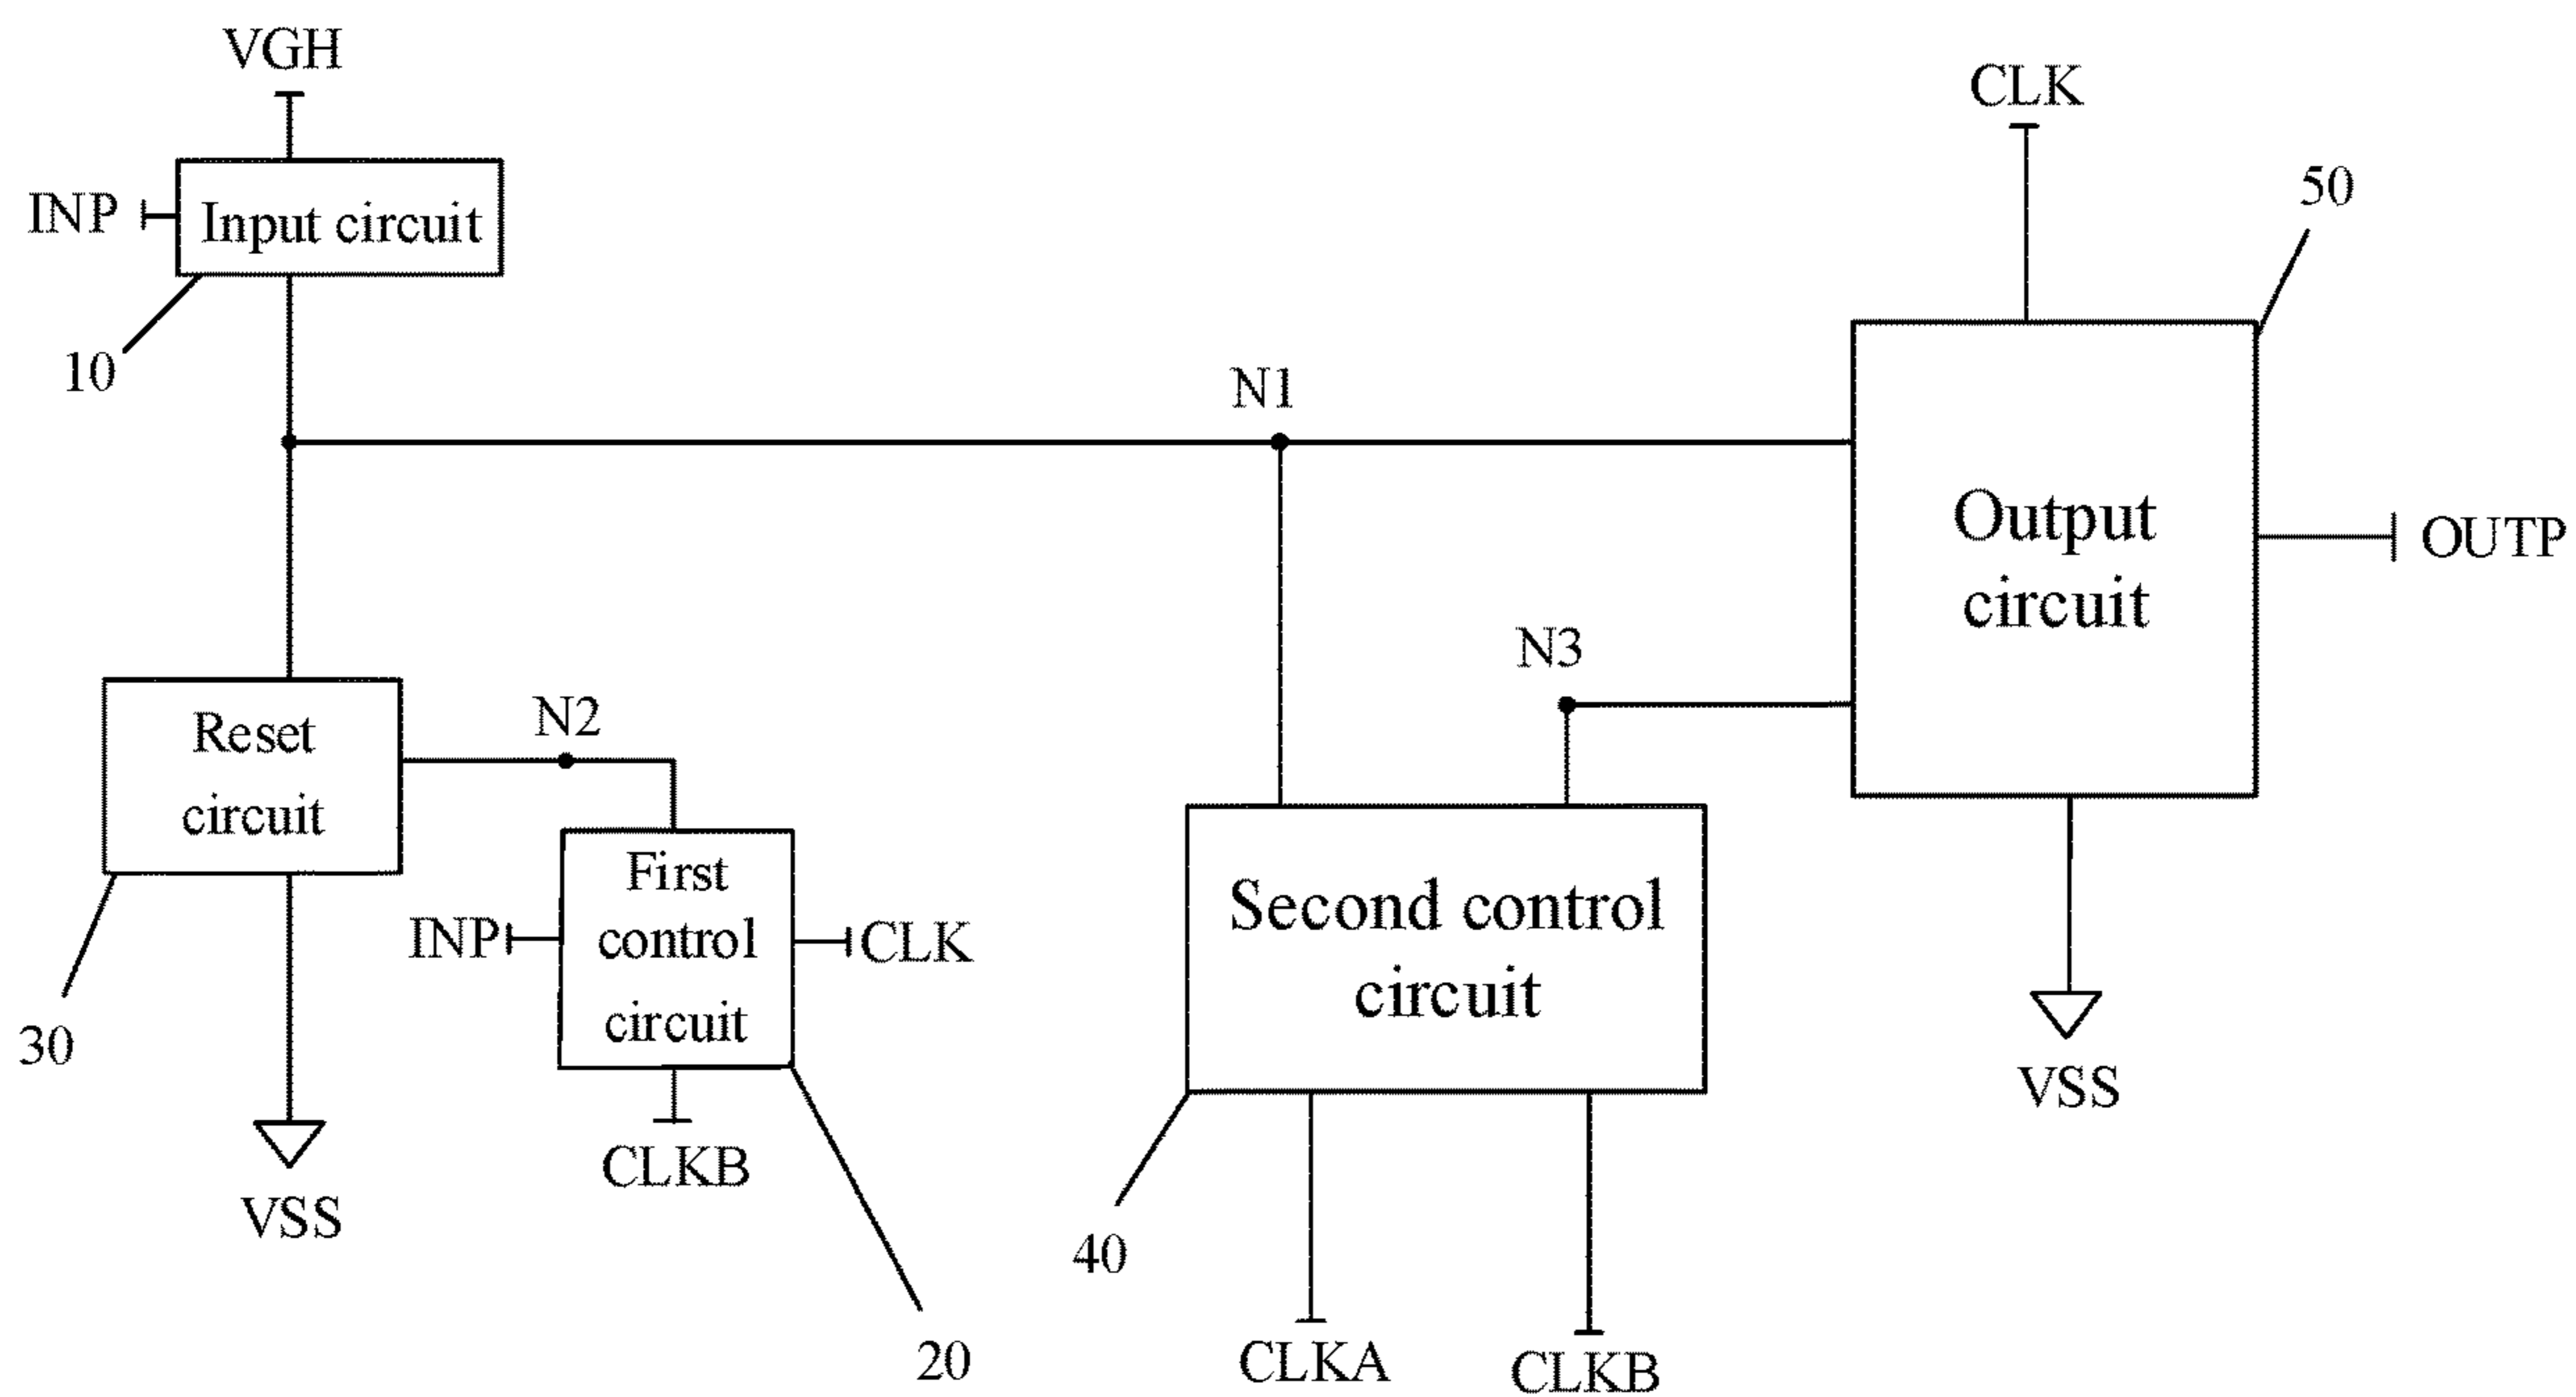 VGH
CLK
50
INP
Input circuit
10
N1
Output
circuit
OUTP
N3
N2
Reset
circuit
First
control
circuit
INP
CLK
Second control
circuit
30
VSS
CLKB
VSS
40
20
CLKA
CLKB